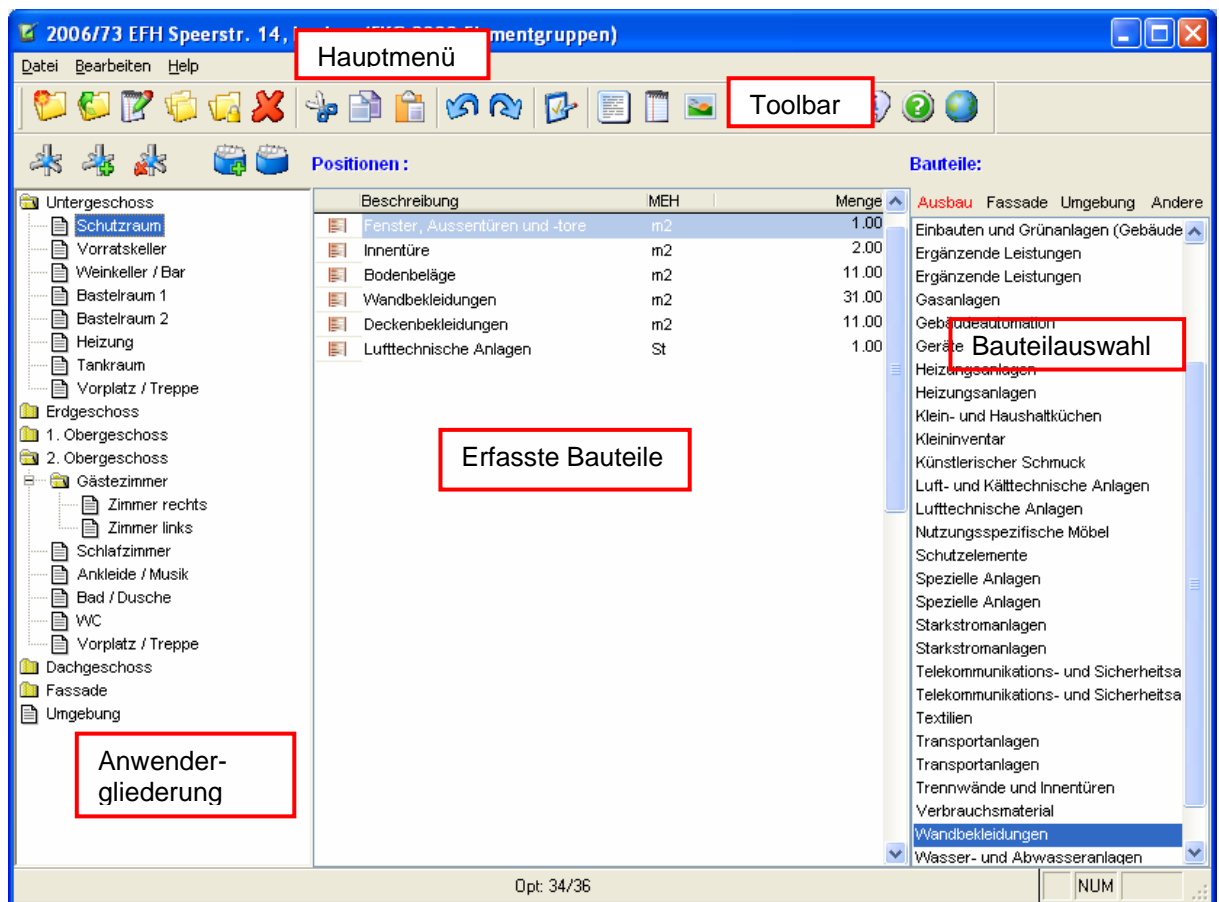 2006/73 EFH Speerstr. 14,
mentgruppen)
Hauptmenü
Datei Bearbeiten Help
Toolbar
Positionen :
Bauteile:
Untergeschoss
Schutzraum
Vorratskeller
Weinkeller / Bar
Bastelraum 1
Bastelraum 2
Heizung
Tankraum
Vorplatz / Treppe
Erdgeschoss
1. Obergeschoss
2. Obergeschoss
Gästezimmer
Zimmer rechts
Zimmer links
Schlafzimmer
Ankleide / Musik
Bad / Dusche
WC
Vorplatz / Treppe
Dachgeschoss
Fassade
Umgebung
Anwender-
gliederung
Beschreibung MEH Menge
Fenster, Aussentüren und -tore m2 1.00
Innentüre m2 2.00
Bodenbeläge m2 11.00
Wandbekleidungen m2 31.00
Deckenbekleidungen m2 11.00
Lufttechnische Anlagen St 1.00
Erfasste Bauteile
Ausbau Fassade Umgebung Andere
Einbauten und Grünanlagen (Gebäude
Ergänzende Leistungen
Ergänzende Leistungen
Gasanlagen
Gebäudeautomation
Geräte
Bauteilauswahl
Heizungsanlagen
Heizungsanlagen
Klein- und Haushaltküchen
Kleininventar
Künstlerischer Schmuck
Luft- und Kälttechnische Anlagen
Lufttechnische Anlagen
Nutzungsspezifische Möbel
Schutzelemente
Spezielle Anlagen
Spezielle Anlagen
Starkstromanlagen
Starkstromanlagen
Telekommunikations- und Sicherheitsa
Telekommunikations- und Sicherheitsa
Textilien
Transportanlagen
Transportanlagen
Trennwände und Innentüren
Verbrauchsmaterial
Wandbekleidungen
Wasser- und Abwasseranlagen
Opt: 34/36
NUM